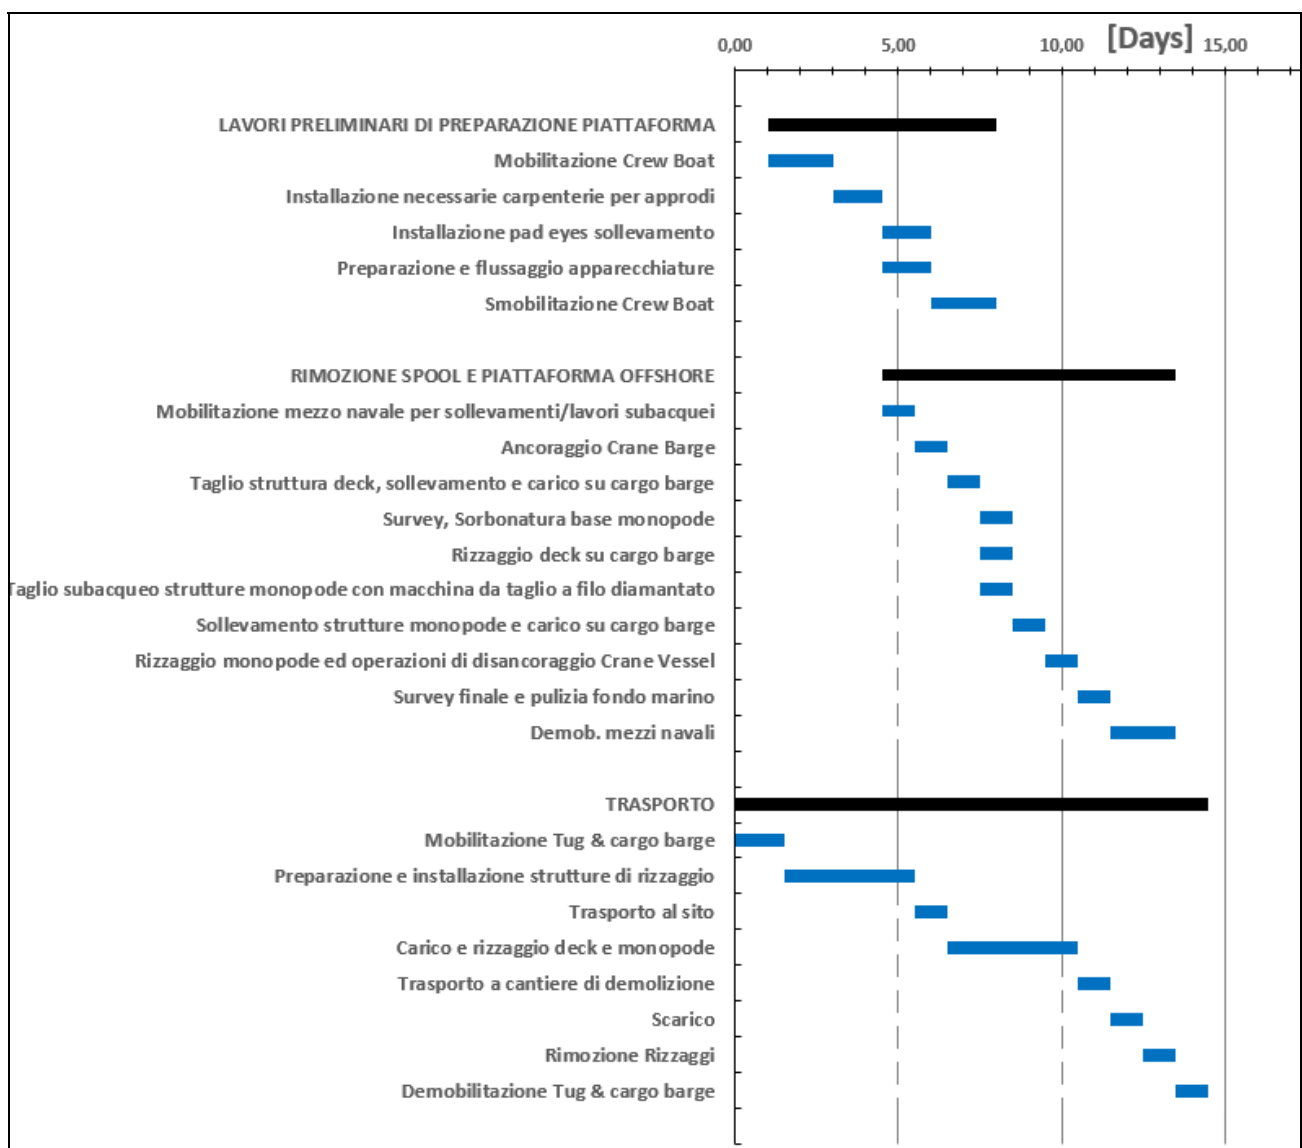 0,00 5,00 10,00 [Days] 15,00
LAVORI PRELIMINARI DI PREPARAZIONE PIATTAFORMA
Mobilitazione Crew Boat
Installazione necessarie carpenterie per approdi
Installazione pad eyes sollevamento
Preparazione e flussaggio apparecchiature
Smobilitazione Crew Boat
RIMOZIONE SPOOL E PIATTAFORMA OFFSHORE
Mobilitazione mezzo navale per sollevamenti/lavori subacquei
Ancoraggio Crane Barge
Taglio struttura deck, sollevamento e carico su cargo barge
Survey, Sorbonatura base monopode
Rizzaggio deck su cargo barge
Taglio subacqueo strutture monopode con macchina da taglio a filo diamantato
Sollevamento strutture monopode e carico su cargo barge
Rizzaggio monopode ed operazioni di disancoraggio Crane Vessel
Survey finale e pulizia fondo marino
Demob. mezzi navali
TRASPORTO
Mobilitazione Tug & cargo barge
Preparazione e installazione strutture di rizzaggio
Trasporto al sito
Carico e rizzaggio deck e monopode
Trasporto a cantiere di demolizione
Scarico
Rimozione Rizzaggi
Demobilitazione Tug & cargo barge